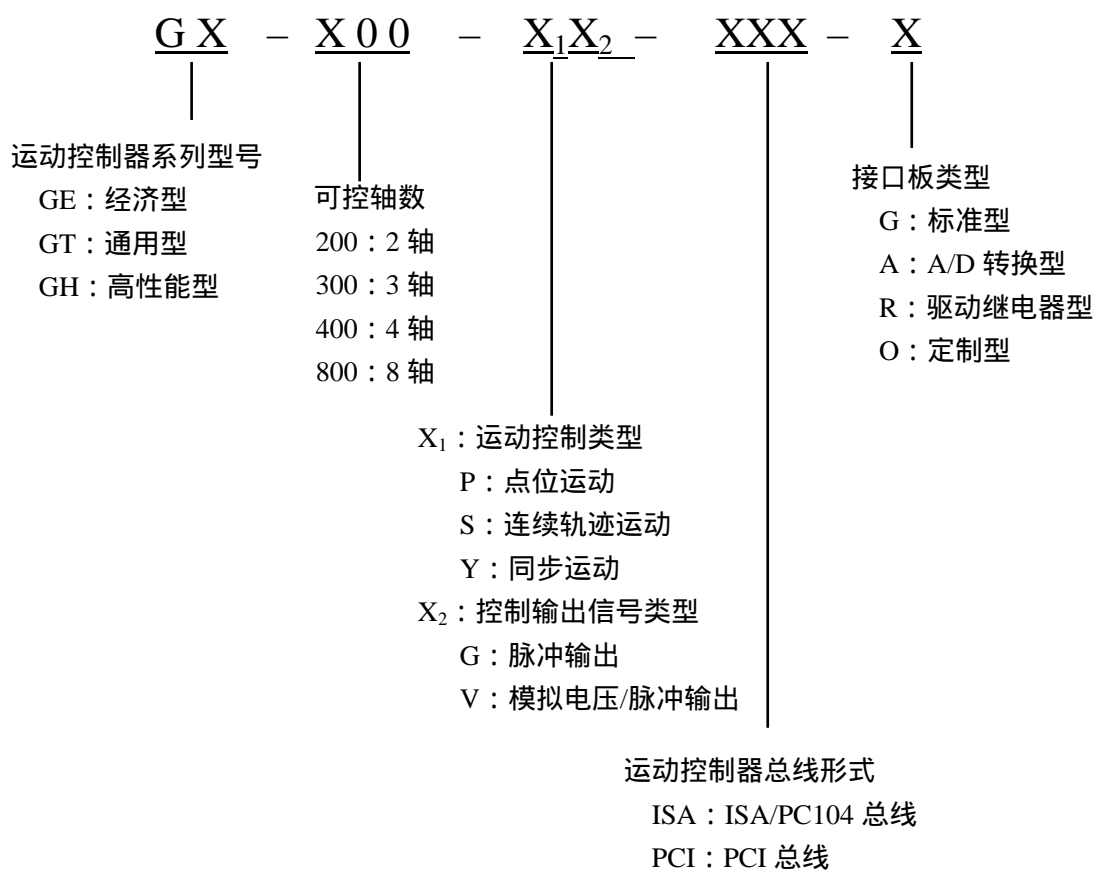 G X – X 0 0 – X₁X₂ – XXX – X
运动控制器系列型号
GE：经济型
GT：通用型
GH：高性能型
可控轴数
200：2 轴
300：3 轴
400：4 轴
800：8 轴
X₁：运动控制类型
P：点位运动
S：连续轨迹运动
Y：同步运动
X₂：控制输出信号类型
G：脉冲输出
V：模拟电压/脉冲输出
运动控制器总线形式
ISA：ISA/PC104 总线
PCI：PCI 总线
接口板类型
G：标准型
A：A/D 转换型
R：驱动继电器型
O：定制型